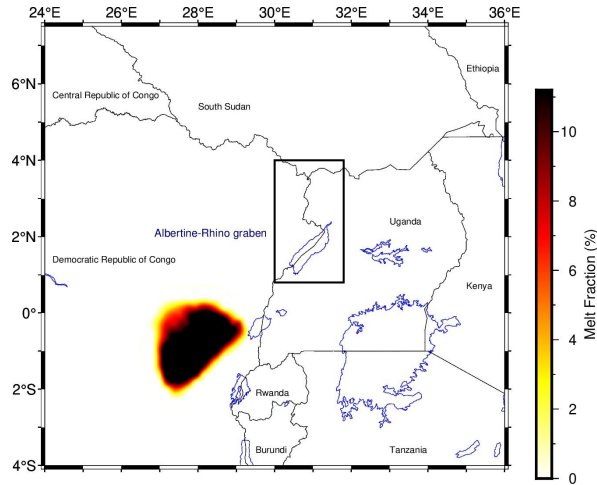 24°E 26°E 28°E 30°E 32°E 34°E 36°E
Ethiopia
6°N
Central Republic of Congo
South Sudan
10
4°N
8
Albertine-Rhino graben
Uganda
2°N
Democratic Republic of Congo
6
Kenya
0°
Melt Fraction (%)
4
2°S
Rwanda
2
Burundi
Tanzania
4°S
0